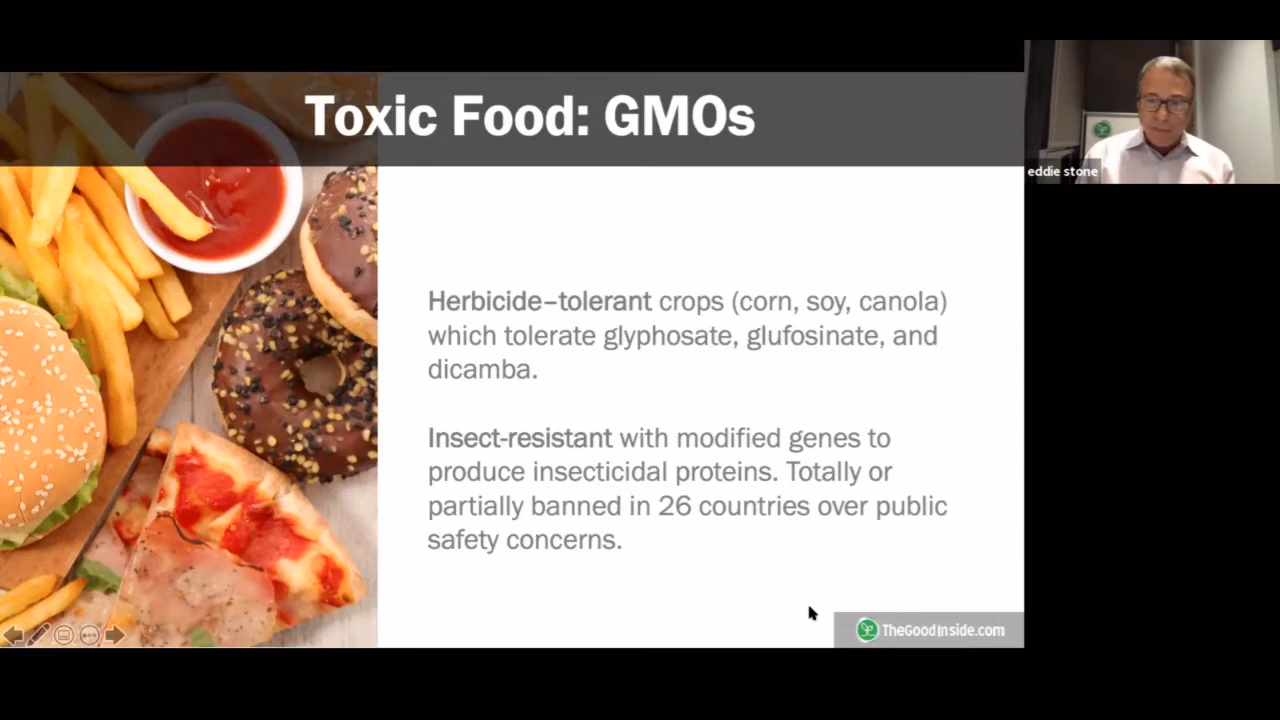 Toxic Food: GMOs
eddie stone
Herbicide–tolerant crops (corn, soy, canola)
which tolerate glyphosate, glufosinate, and
dicamba.
Insect-resistant with modified genes to
produce insecticidal proteins. Totally or
partially banned in 26 countries over public
safety concerns.
TheGoodInside.com